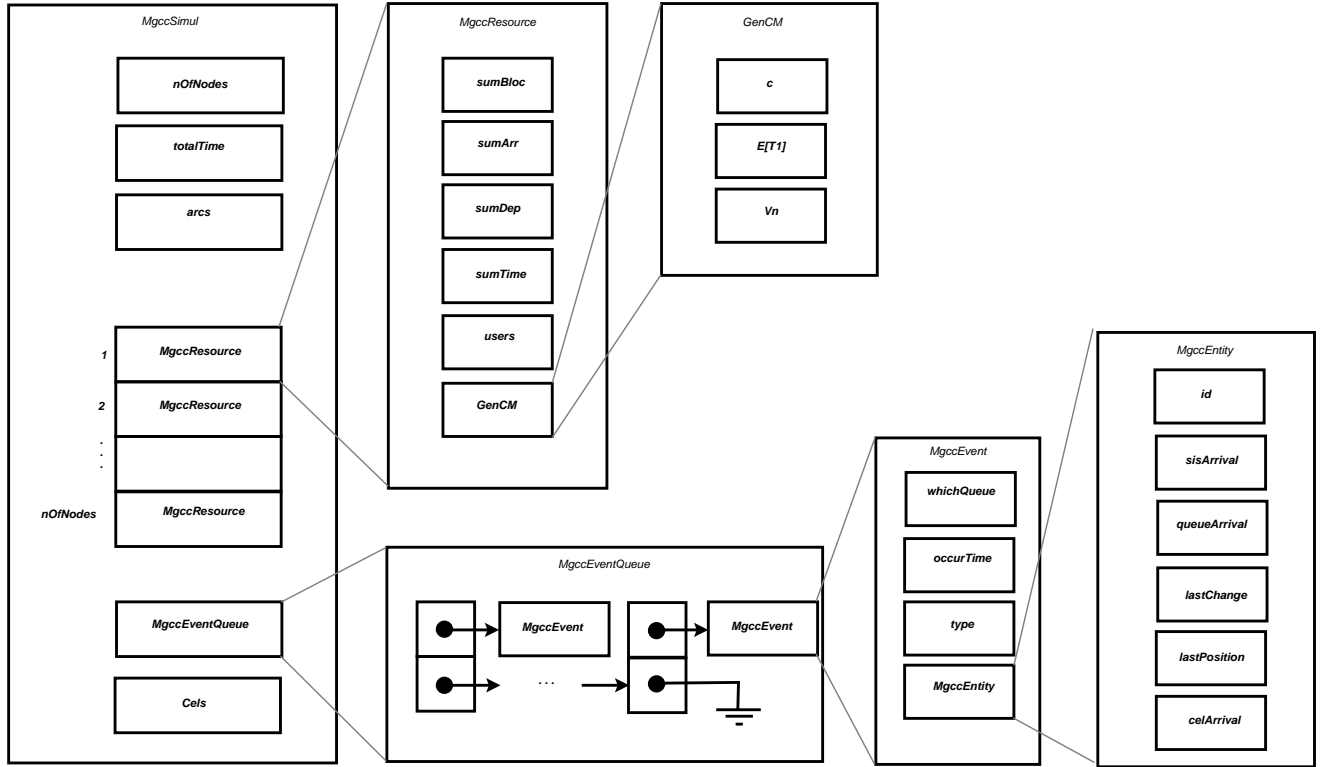 MgccSimul
nOfNodes
totalTime
arcs
1
MgccResource
2
MgccResource
.
.
.
nOfNodes
MgccResource
MgccEventQueue
Cels
MgccResource
sumBloc
sumArr
sumDep
sumTime
users
GenCM
GenCM
c
E[T1]
Vn
MgccEventQueue
MgccEvent
MgccEvent
...
MgccEvent
whichQueue
occurTime
type
MgccEntity
MgccEntity
id
sisArrival
queueArrival
lastChange
lastPosition
celArrival